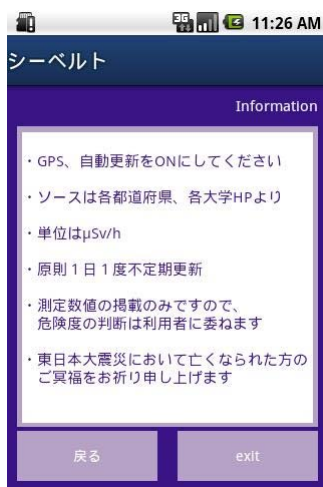 3G 11:26 AM
シーベルト
Information
・GPS、自動更新をONにしてください
・ソースは各都道府県、各大学HPより
・単位はμSv/h
・原則１日１度不定期更新
・測定数値の掲載のみですので、
危険度の判断は利用者に委ねます
・東日本大震災において亡くなられた方の
ご冥福をお祈り申し上げます
戻る exit